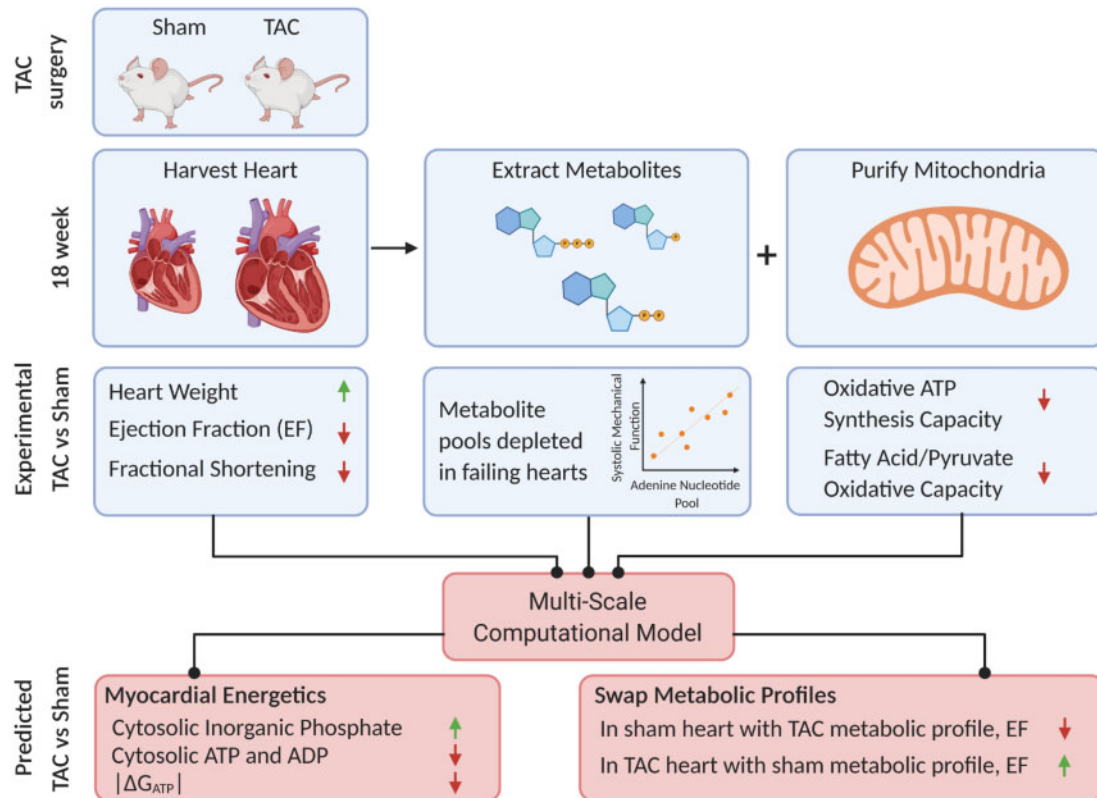 TAC
surgery
Sham
TAC
18 week
Harvest Heart
Extract Metabolites
P
P
P
P
P
P
+
Purify Mitochondria
Experimental
TAC vs Sham
Heart Weight
Ejection Fraction (EF)
Fractional Shortening
Metabolite
pools depleted
in failing hearts
Systolic Mechanical
Function
Adenine Nucleotide
Pool
Oxidative ATP
Synthesis Capacity
Fatty Acid/Pyruvate
Oxidative Capacity
Multi-Scale
Computational Model
Predicted
TAC vs Sham
Myocardial Energetics
Cytosolic Inorganic Phosphate
Cytosolic ATP and ADP
|ΔG_ATP|
Swap Metabolic Profiles
In sham heart with TAC metabolic profile, EF
In TAC heart with sham metabolic profile, EF